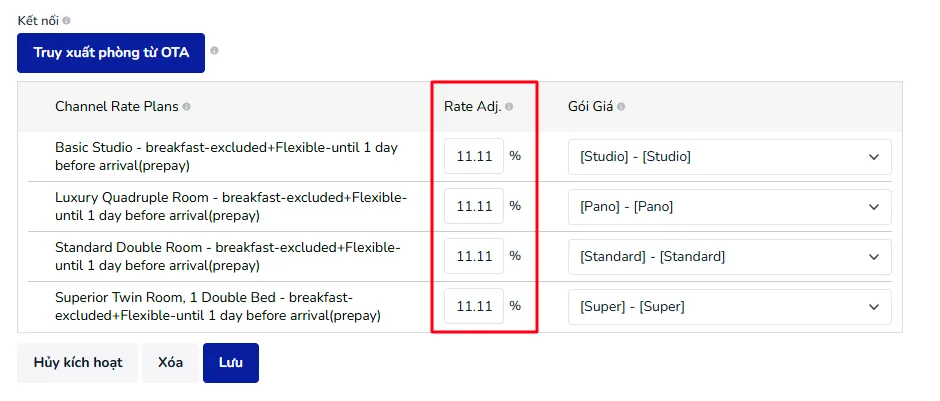 Kết nối
Truy xuất phòng từ OTA
Channel Rate Plans
Rate Adj.
Gói Giá
Basic Studio - breakfast-excluded+Flexible-until 1 day
before arrival(prepay)
11.11 %
[Studio] - [Studio]
Luxury Quadruple Room - breakfast-excluded+Flexible-
until 1 day before arrival(prepay)
11.11 %
[Pano] - [Pano]
Standard Double Room - breakfast-excluded+Flexible-
until 1 day before arrival(prepay)
11.11 %
[Standard] - [Standard]
Superior Twin Room, 1 Double Bed - breakfast-
excluded+Flexible-until 1 day before arrival(prepay)
11.11 %
[Super] - [Super]
Hủy kích hoạt
Xóa
Lưu